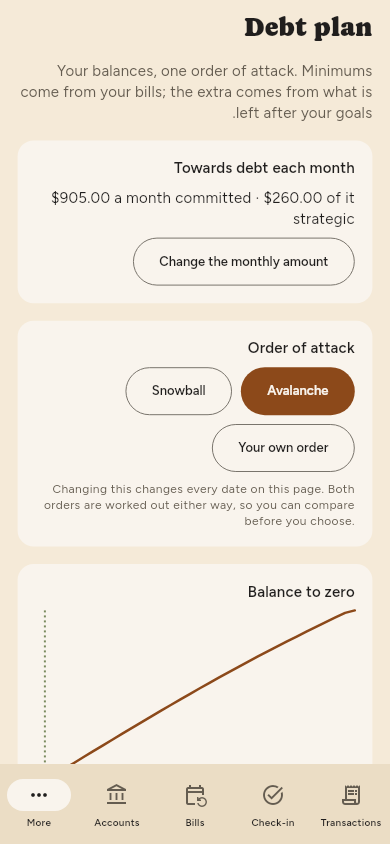 Debt plan
Your balances, one order of attack. Minimums
come from your bills; the extra comes from what is
.left after your goals
Towards debt each month
$905.00 a month committed · $260.00 of it
strategic
Change the monthly amount
Order of attack
Snowball
Avalanche
Your own order
Changing this changes every date on this page. Both
orders are worked out either way, so you can compare
before you choose.
Balance to zero
More
Accounts
Bills
Check-in
Transactions